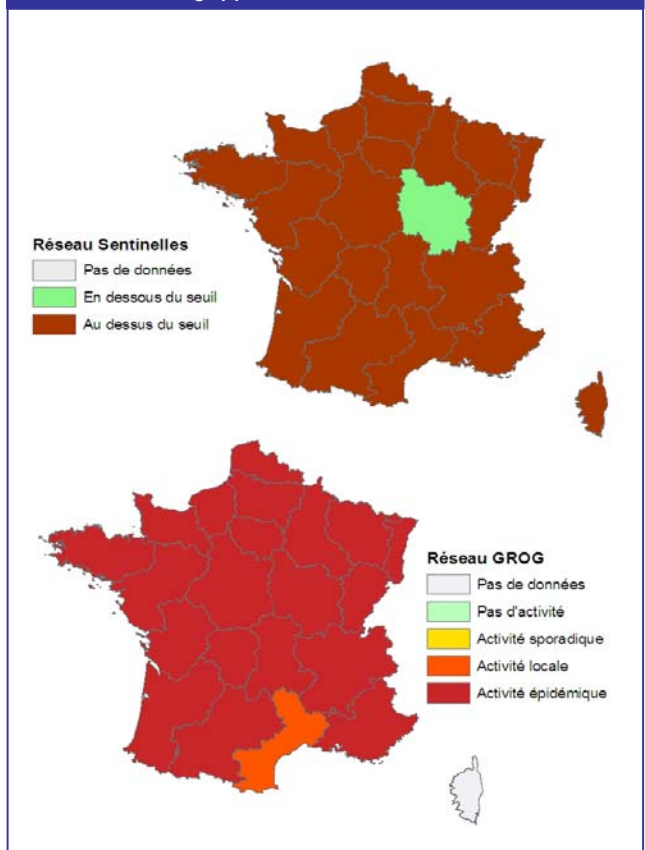 Réseau Sentinelles
Pas de données
En dessous du seuil
Au dessus du seuil
Réseau GROG
Pas de données
Pas d'activité
Activité sporadique
Activité locale
Activité épidémique